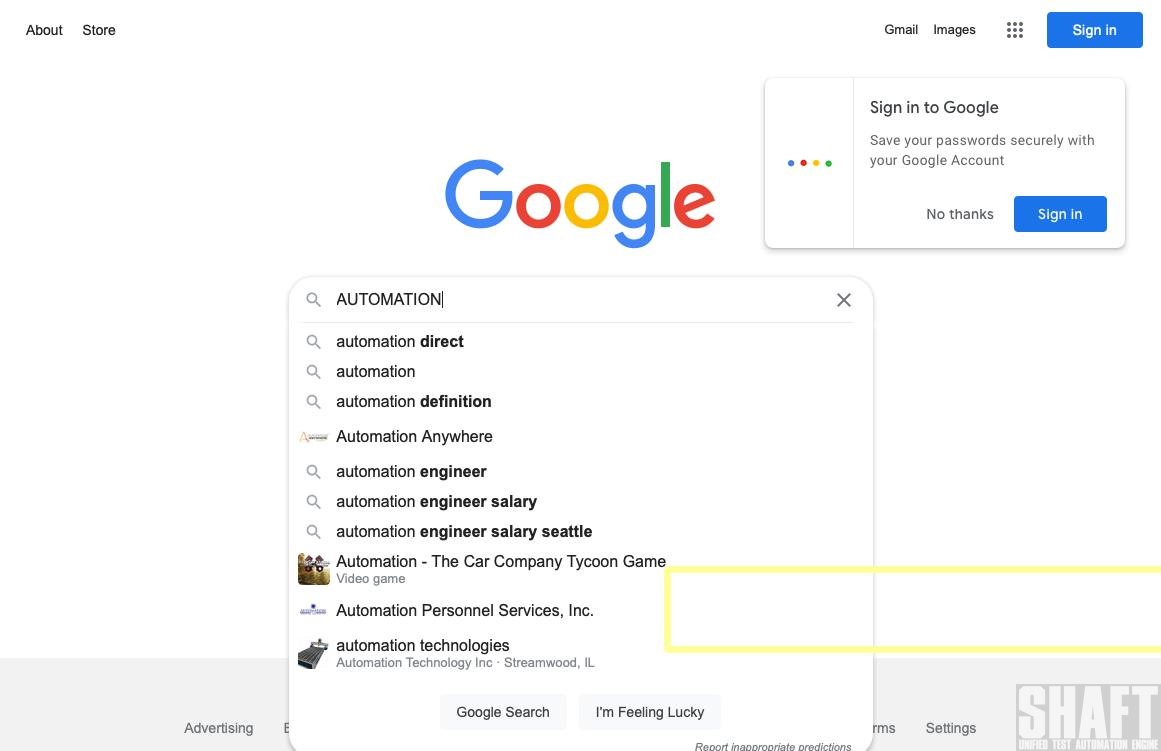 About Store
Gmail Images Sign in
Sign in to Google
Save your passwords securely with
your Google Account
No thanks Sign in
Google
AUTOMATION
automation direct
automation
automation definition
Automation Anywhere
automation engineer
automation engineer salary
automation engineer salary seattle
Automation - The Car Company Tycoon Game
Video game
Automation Personnel Services, Inc.
automation technologies
Automation Technology Inc · Streamwood, IL
Google Search I'm Feeling Lucky
Report inappropriate predictions
Advertising
Settings
SHAFT
UNIFIED TEST AUTOMATION ENGINE